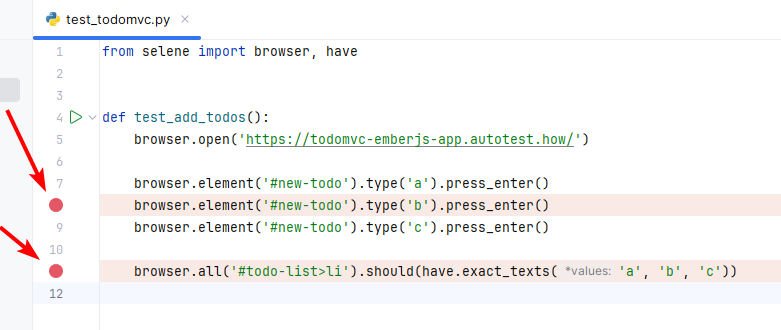 test_todomvc.py ×
1 from selene import browser, have
2
3
4 def test_add_todos():
5 browser.open('https://todomvc-emberjs-app.autotest.how/')
6
7 browser.element('#new-todo').type('a').press_enter()
browser.element('#new-todo').type('b').press_enter()
9 browser.element('#new-todo').type('c').press_enter()
10
browser.all('#todo-list>li').should(have.exact_texts( *values: 'a', 'b', 'c'))
12